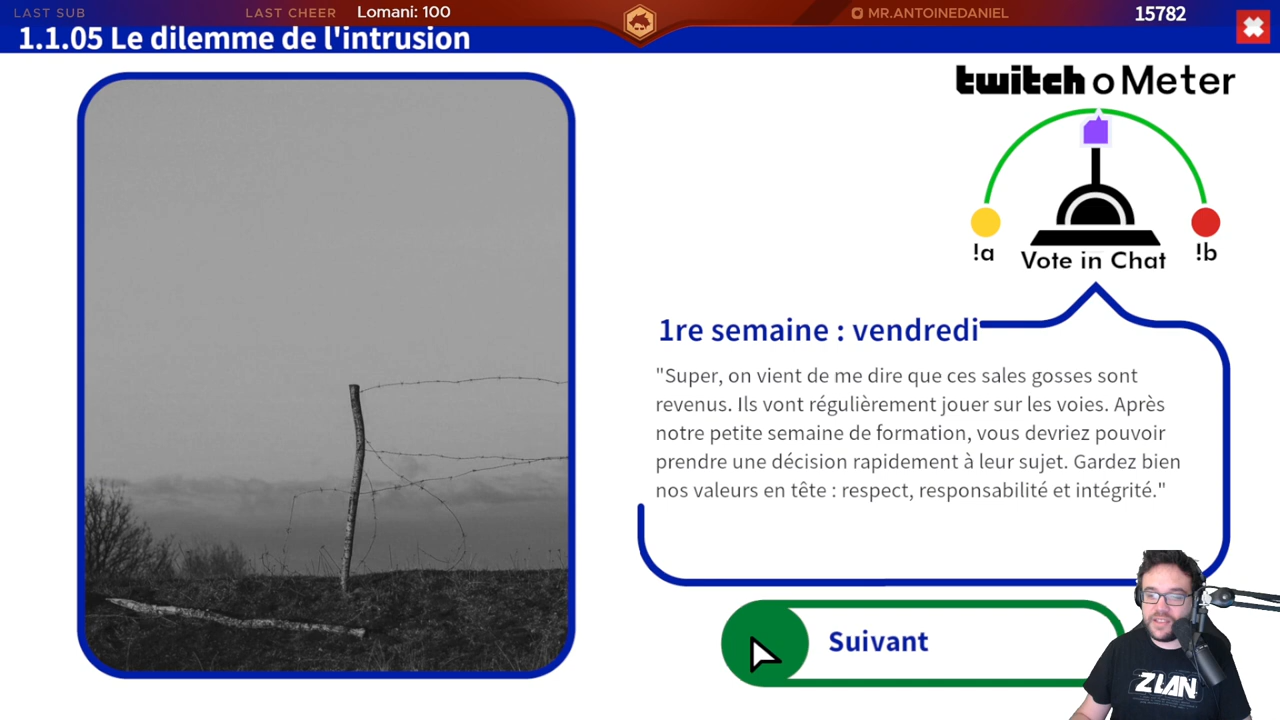 LAST SUB
LAST CHEER Lomani: 100
MR.ANTOINEDANIEL
15782
1.1.05 Le dilemme de l'intrusion
twitch o Meter
!a
Vote in Chat
!b
1re semaine : vendredi
"Super, on vient de me dire que ces sales gosses sont
revenus. Ils vont régulièrement jouer sur les voies. Après
notre petite semaine de formation, vous devriez pouvoir
prendre une décision rapidement à leur sujet. Gardez bien
nos valeurs en tête : respect, responsabilité et intégrité."
Suivant
ZLAN